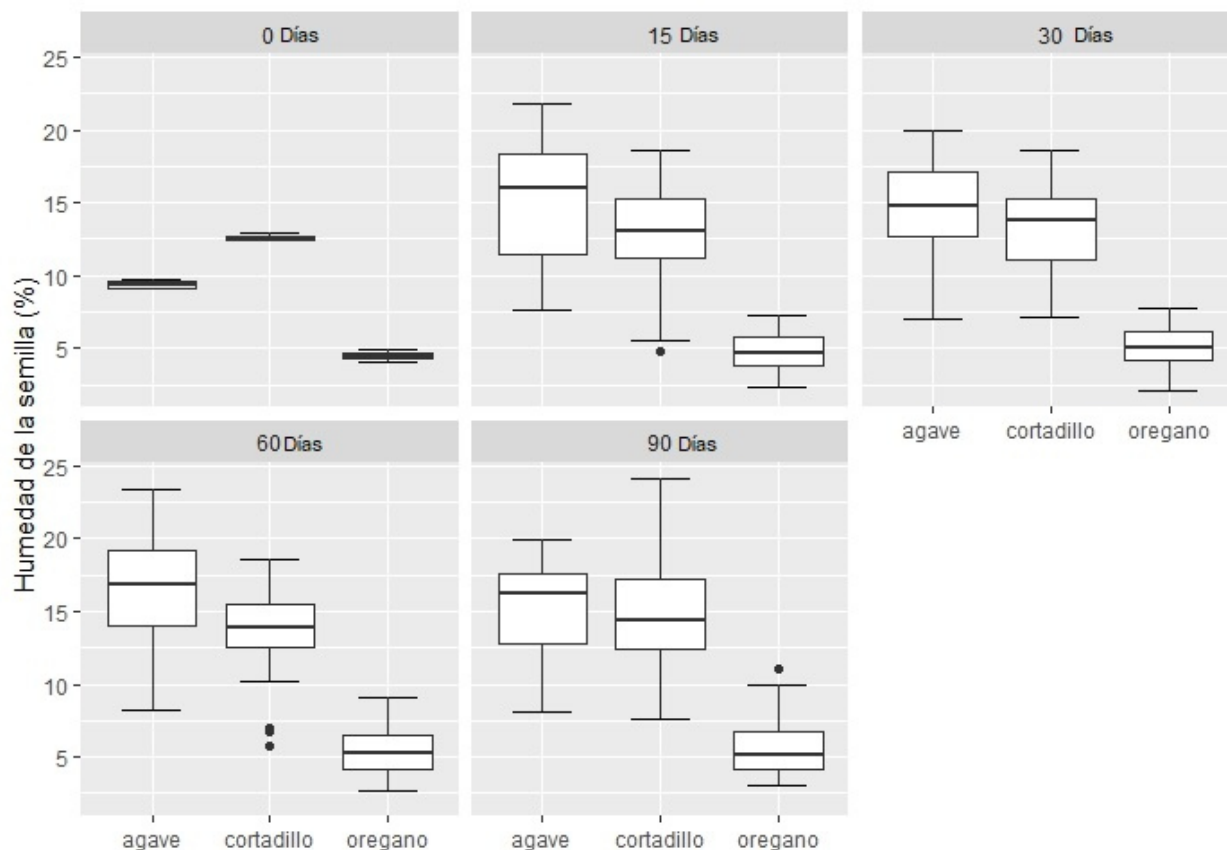 0 Días
15 Días
30 Días
25
20
15
10
5
agave
cortadillo
oregano
60 Días
90 Días
25
20
15
10
5
agave
cortadillo
oregano
agave
cortadillo
oregano
Humedad de la semilla (%)